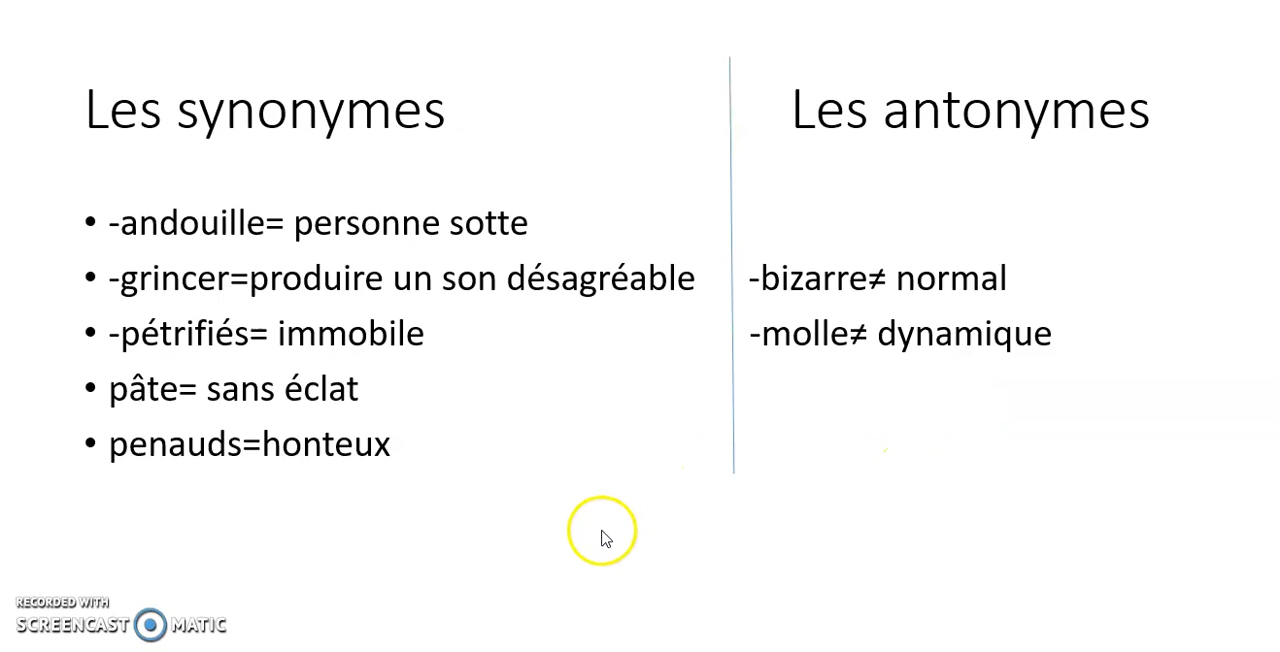 Les synonymes
Les antonymes
• -andouille= personne sotte
• -grincer=produire un son désagréable
• -pétrifiés= immobile
• pâte= sans éclat
• penauds=honteux
-bizarre≠ normal
-molle≠ dynamique
RECORDED WITH
SCREENCAST MATIC